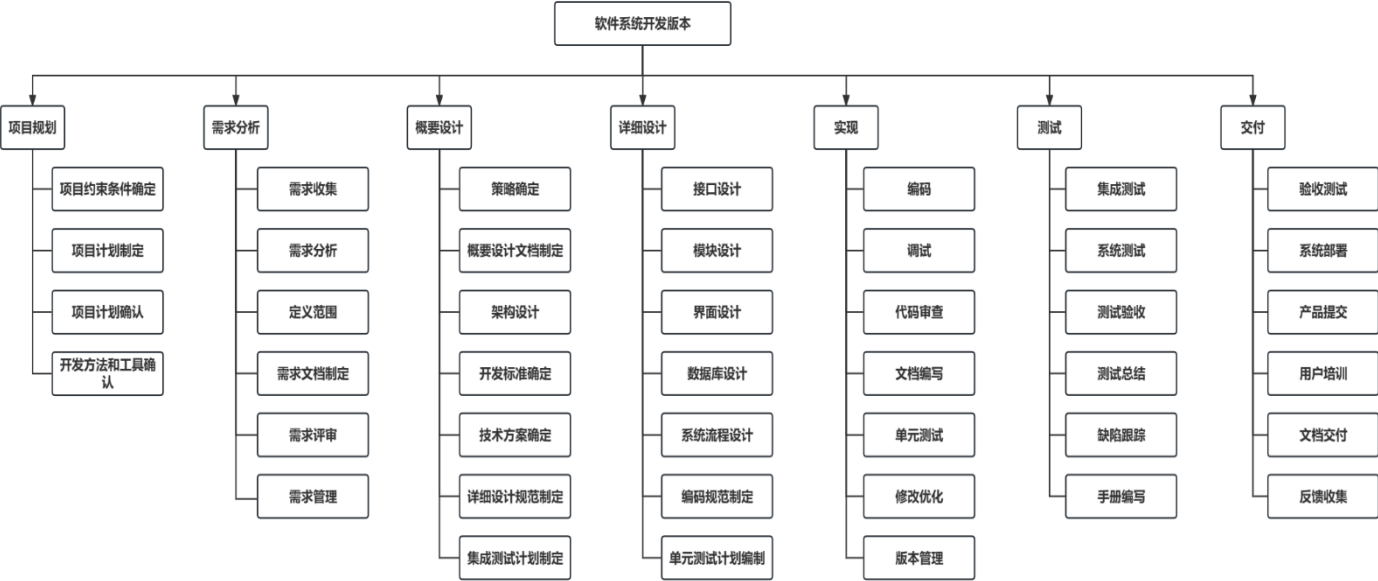 软件系统开发版本
项目规划
需求分析
概要设计
详细设计
实现
测试
交付
项目约束条件确定
项目计划制定
项目计划确认
开发方法和工具确
认
需求收集
需求分析
定义范围
需求文档制定
需求评审
需求管理
策略确定
概要设计文档制定
架构设计
开发标准确定
技术方案确定
详细设计规范制定
集成测试计划制定
接口设计
模块设计
界面设计
数据库设计
系统流程设计
编码规范制定
单元测试计划编制
编码
调试
代码审查
文档编写
单元测试
修改优化
版本管理
集成测试
系统测试
测试验收
测试总结
缺陷跟踪
手册编写
验收测试
系统部署
产品提交
用户培训
文档交付
反馈收集